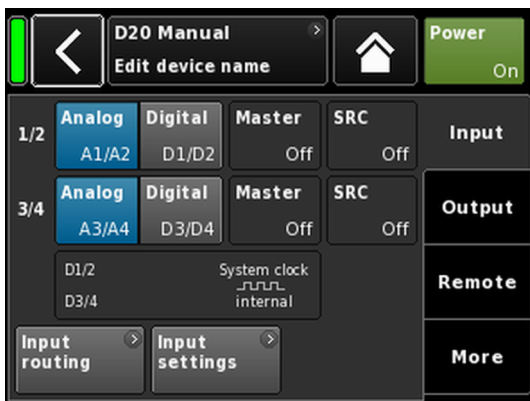 D20 Manual
Edit device name
Power
On
1/2
Analog
A1/A2
Digital
D1/D2
Master
Off
SRC
Off
Input
3/4
Analog
A3/A4
Digital
D3/D4
Master
Off
SRC
Off
Output
D1/2
System clock
D3/4
internal
Remote
Input
routing
Input
settings
More